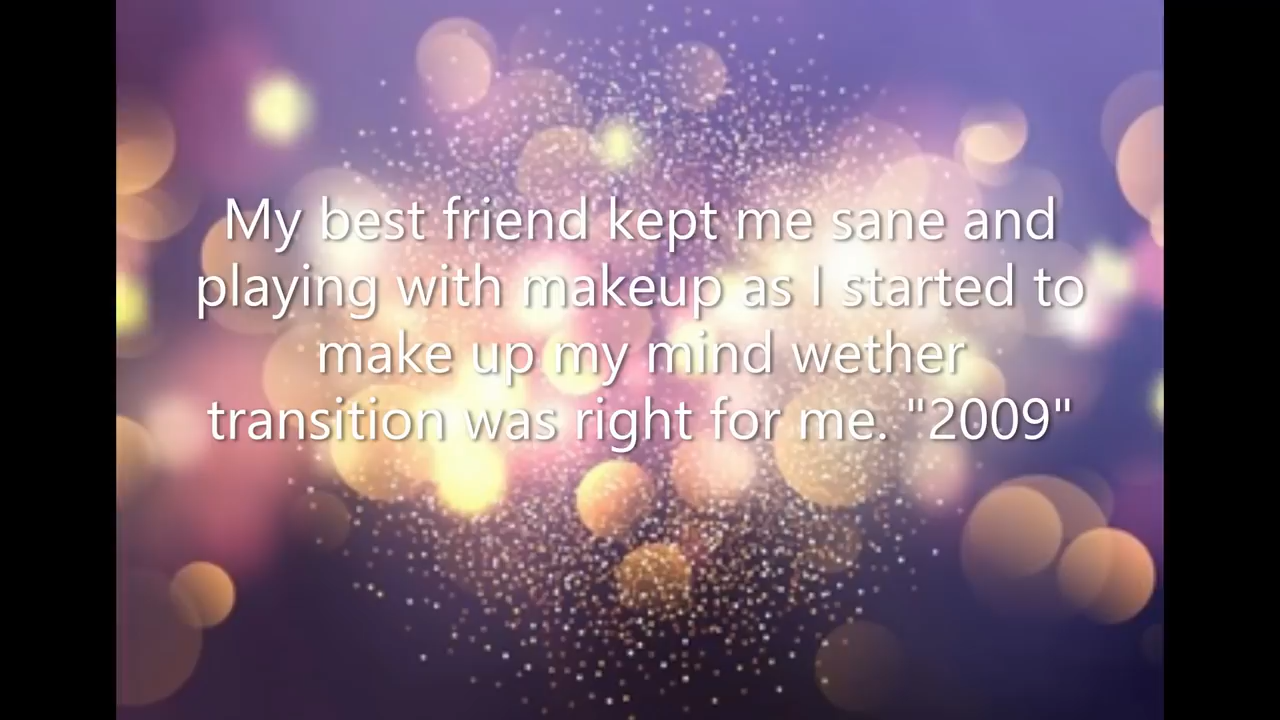 My best friend kept me sane and
playing with makeup as I started to
make up my mind wether
transition was right for me. "2009"